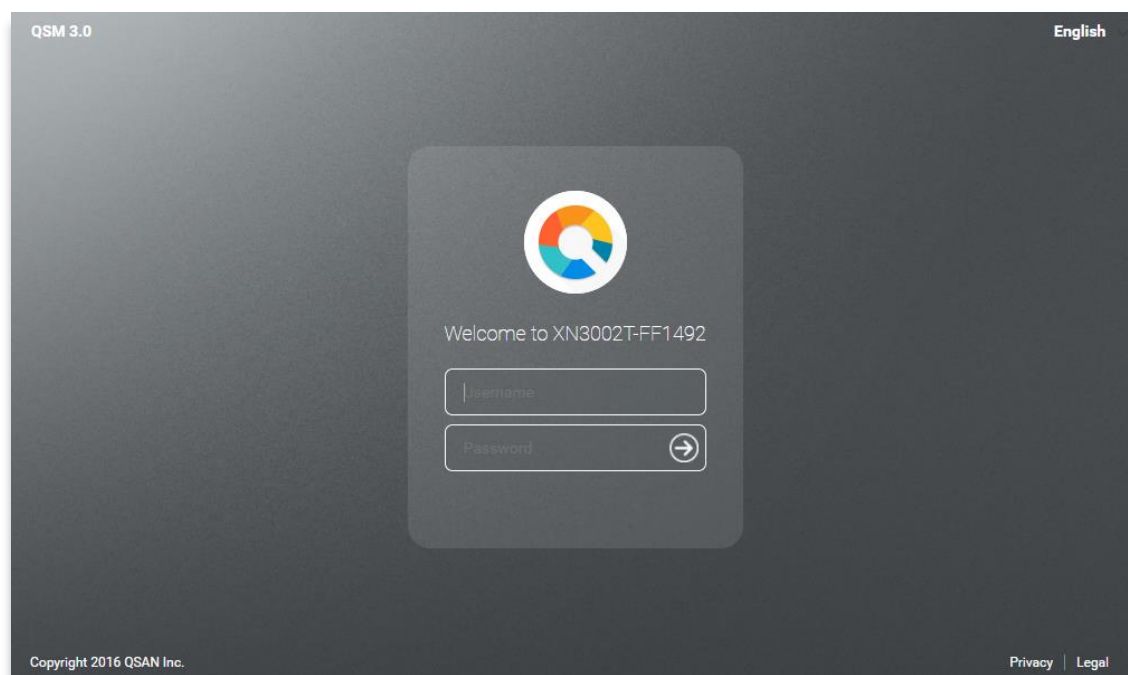 QSM 3.0
English
Welcome to XN3002T-FF1492
Username
Password
Copyright 2016 QSAN Inc.
Privacy | Legal